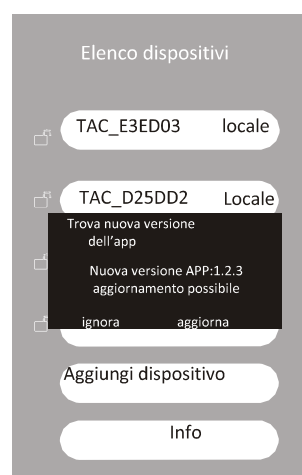 Elenco dispositivi
TAC_E3ED03 locale
TAC_D25DD2 Locale
Trova nuova versione
dell'app
Nuova versione APP:1.2.3
aggiornamento possibile
ignora aggiorna
Aggiungi dispositivo
Info